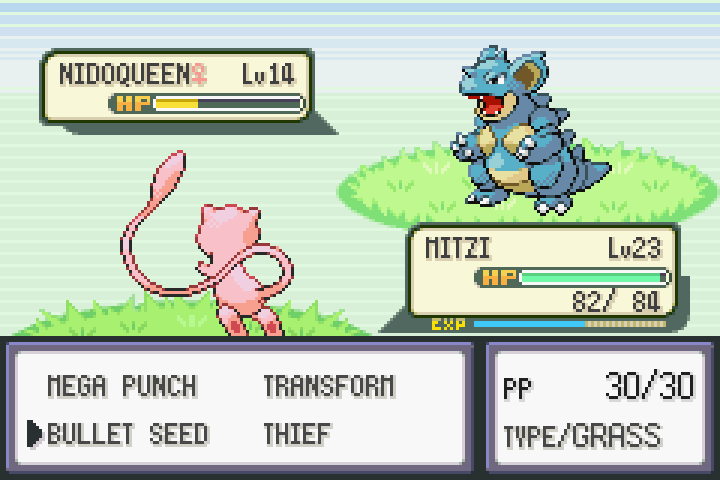 NIDOQUEEN♀ Lv14
HP
MITZI Lv23
HP
82/ 84
EXP
MEGA PUNCH TRANSFORM
BULLET SEED THIEF
PP 30/30
TYPE/GRASS